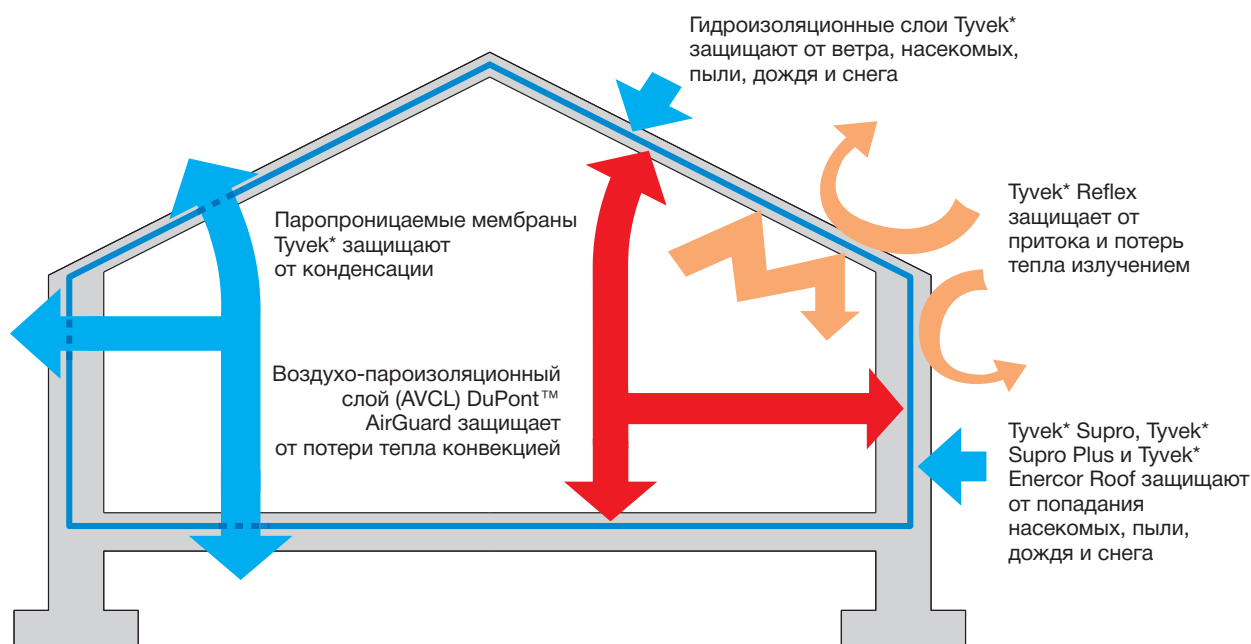 Гидроизоляционные слои Tyvek*
защищают от ветра, насекомых,
пыли, дождя и снега
Tyvek* Reflex
защищает от
притока и потерь
тепла излучением
Паропроницаемые мембраны
Tyvek* защищают
от конденсации
Воздухо-пароизоляционный
слой (AVCL) DuPont™
AirGuard защищает
от потери тепла конвекцией
Tyvek* Supro, Tyvek*
Supro Plus и Tyvek*
Enercor Roof защищают
от попадания
насекомых, пыли,
дождя и снега